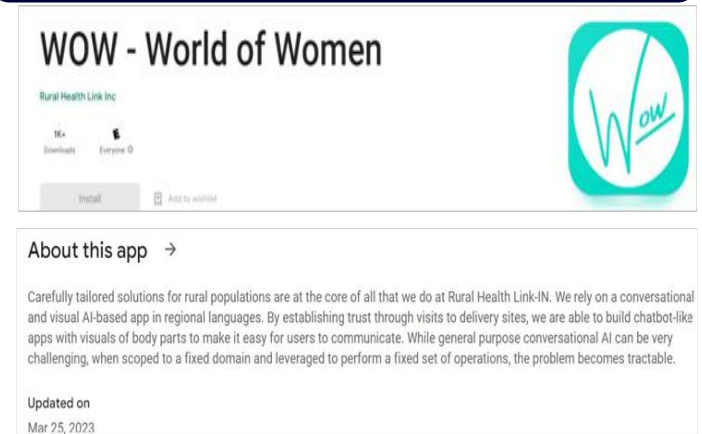 WOW - World of Women
Wow
Rural Health Link Inc
1K+
E
Downloads
Everyone
Install
Add to wishlist
About this app →
Carefully tailored solutions for rural populations are at the core of all that we do at Rural Health Link-IN. We rely on a conversational
and visual AI-based app in regional languages. By establishing trust through visits to delivery sites, we are able to build chatbot-like
apps with visuals of body parts to make it easy for users to communicate. While general purpose conversational AI can be very
challenging, when scoped to a fixed domain and leveraged to perform a fixed set of operations, the problem becomes tractable.
Updated on
Mar 25, 2023